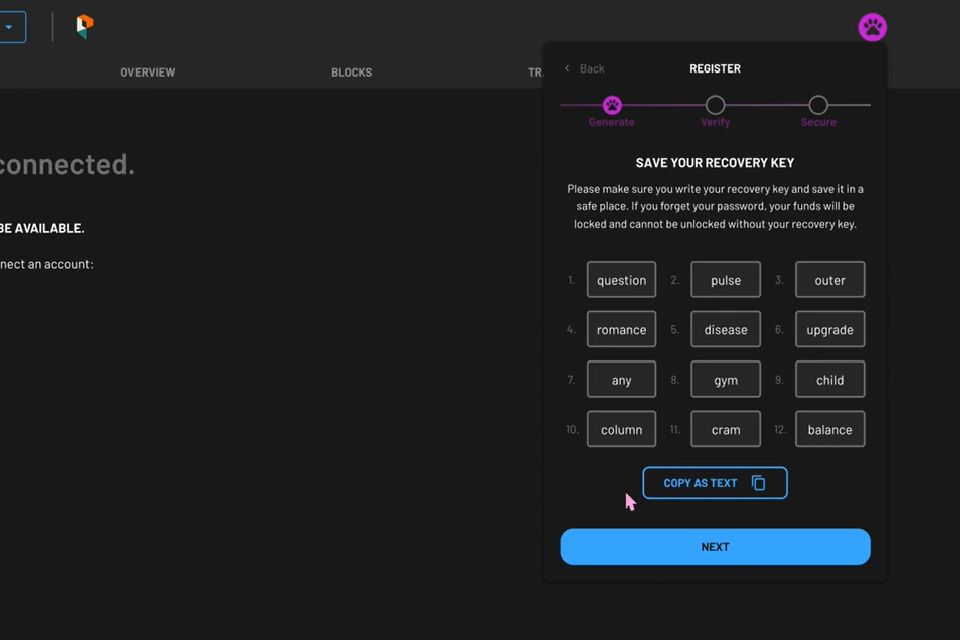 REGISTER
Back
OVERVIEW
BLOCKS
TR
Generate
Verify
Secure
connected.
SAVE YOUR RECOVERY KEY
Please make sure you write your recovery key and save it in a
safe place. If you forget your password, your funds will be
locked and cannot be unlocked without your recovery key.
BE AVAILABLE.
nect an account:
1. question 2. pulse 3. outer
4. romance 5. disease 6. upgrade
7. any 8. gym 9. child
10. column 11. cram 12. balance
COPY AS TEXT
NEXT